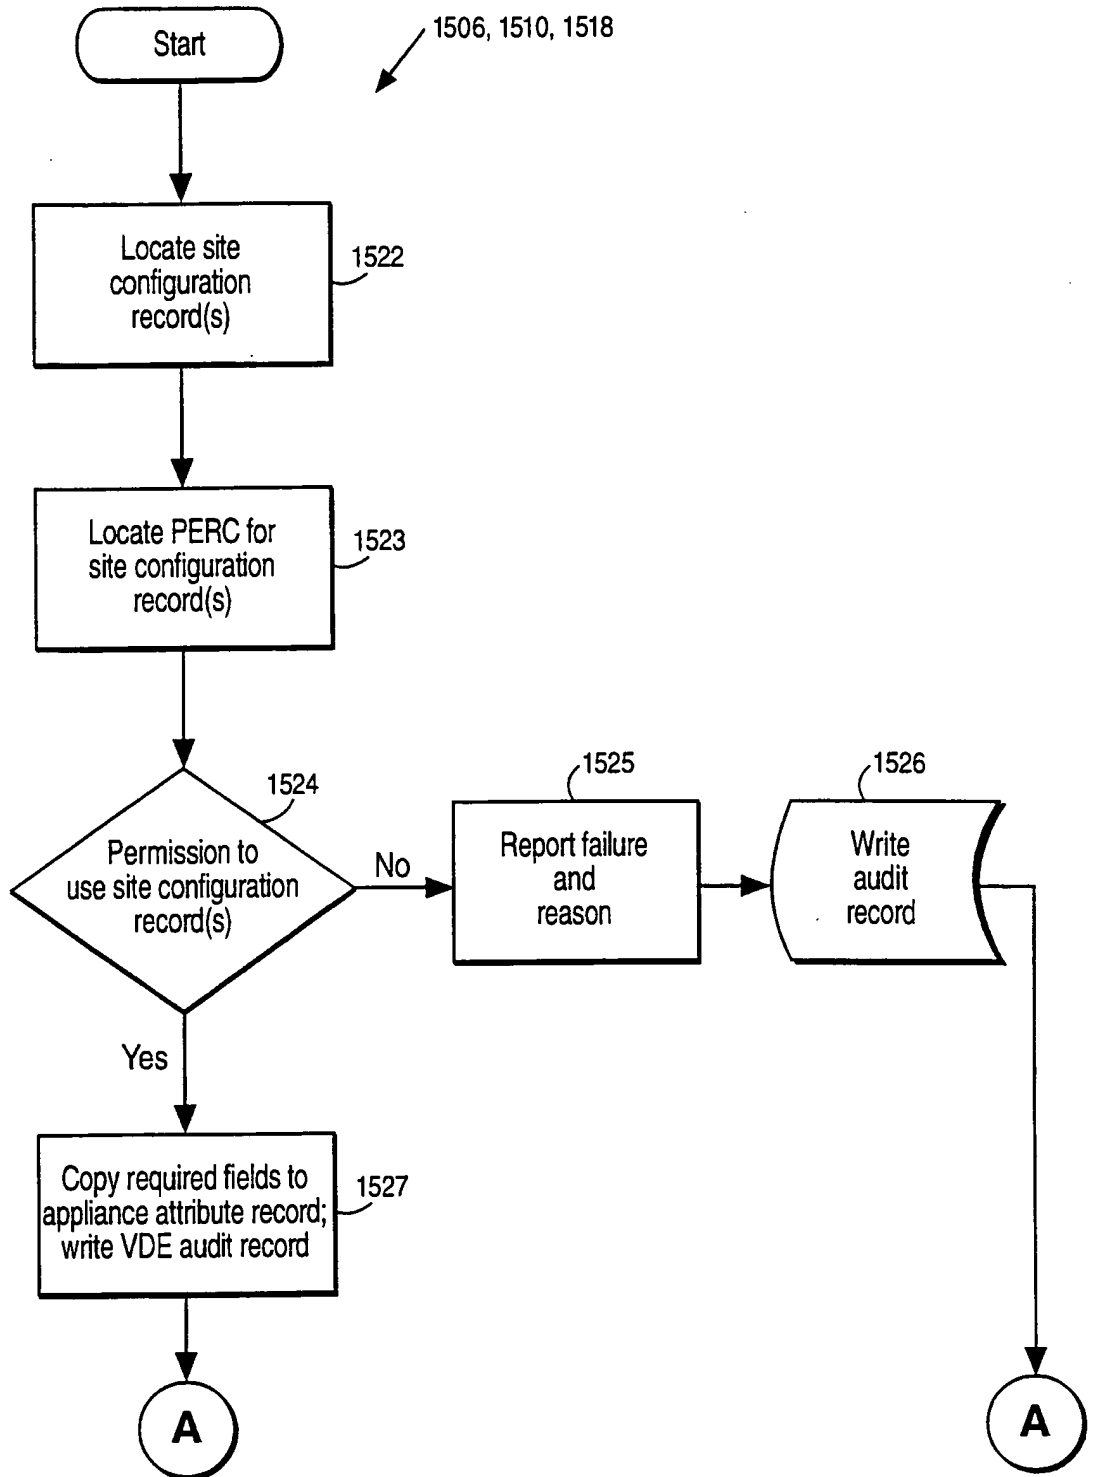 Start
1506, 1510, 1518
Locate site
configuration
record(s)
1522
Locate PERC for
site configuration
record(s)
1523
1524
Permission to
use site configuration
record(s)
No
1525
Report failure
and
reason
1526
Write
audit
record
Yes
Copy required fields to
appliance attribute record;
write VDE audit record
1527
A
A